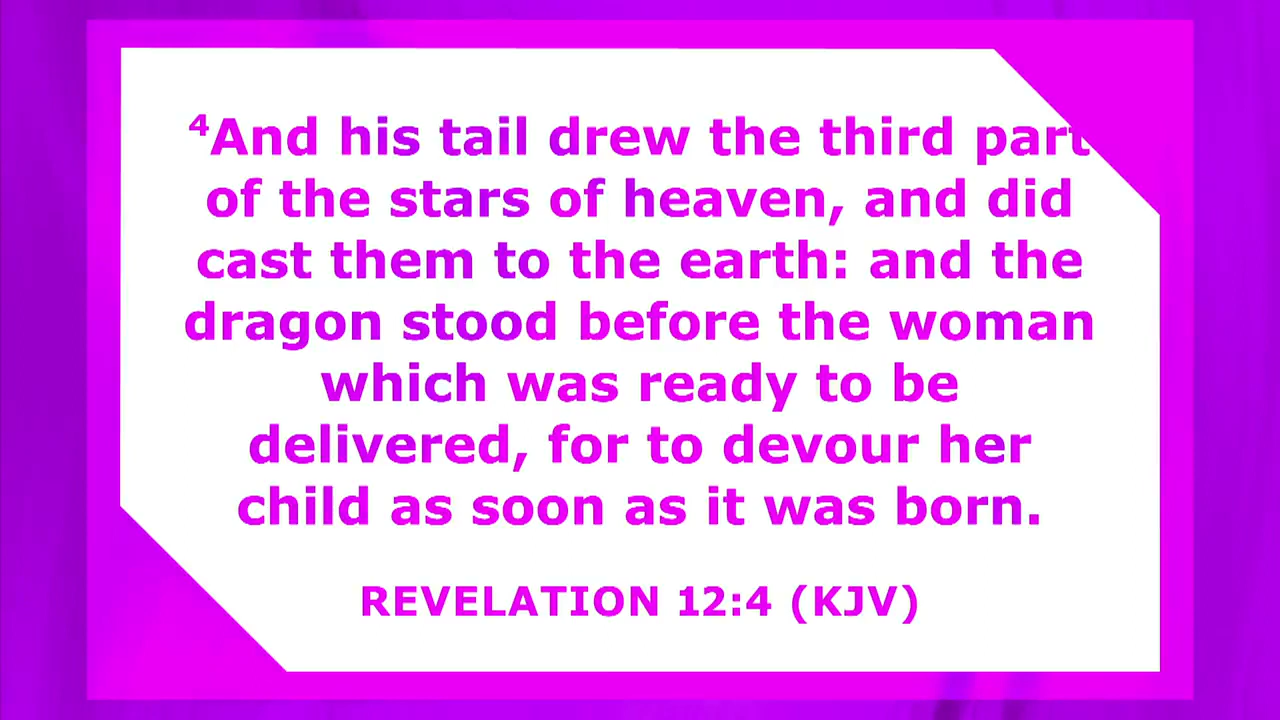 ⁴And his tail drew the third part
of the stars of heaven, and did
cast them to the earth: and the
dragon stood before the woman
which was ready to be
delivered, for to devour her
child as soon as it was born.
REVELATION 12:4 (KJV)